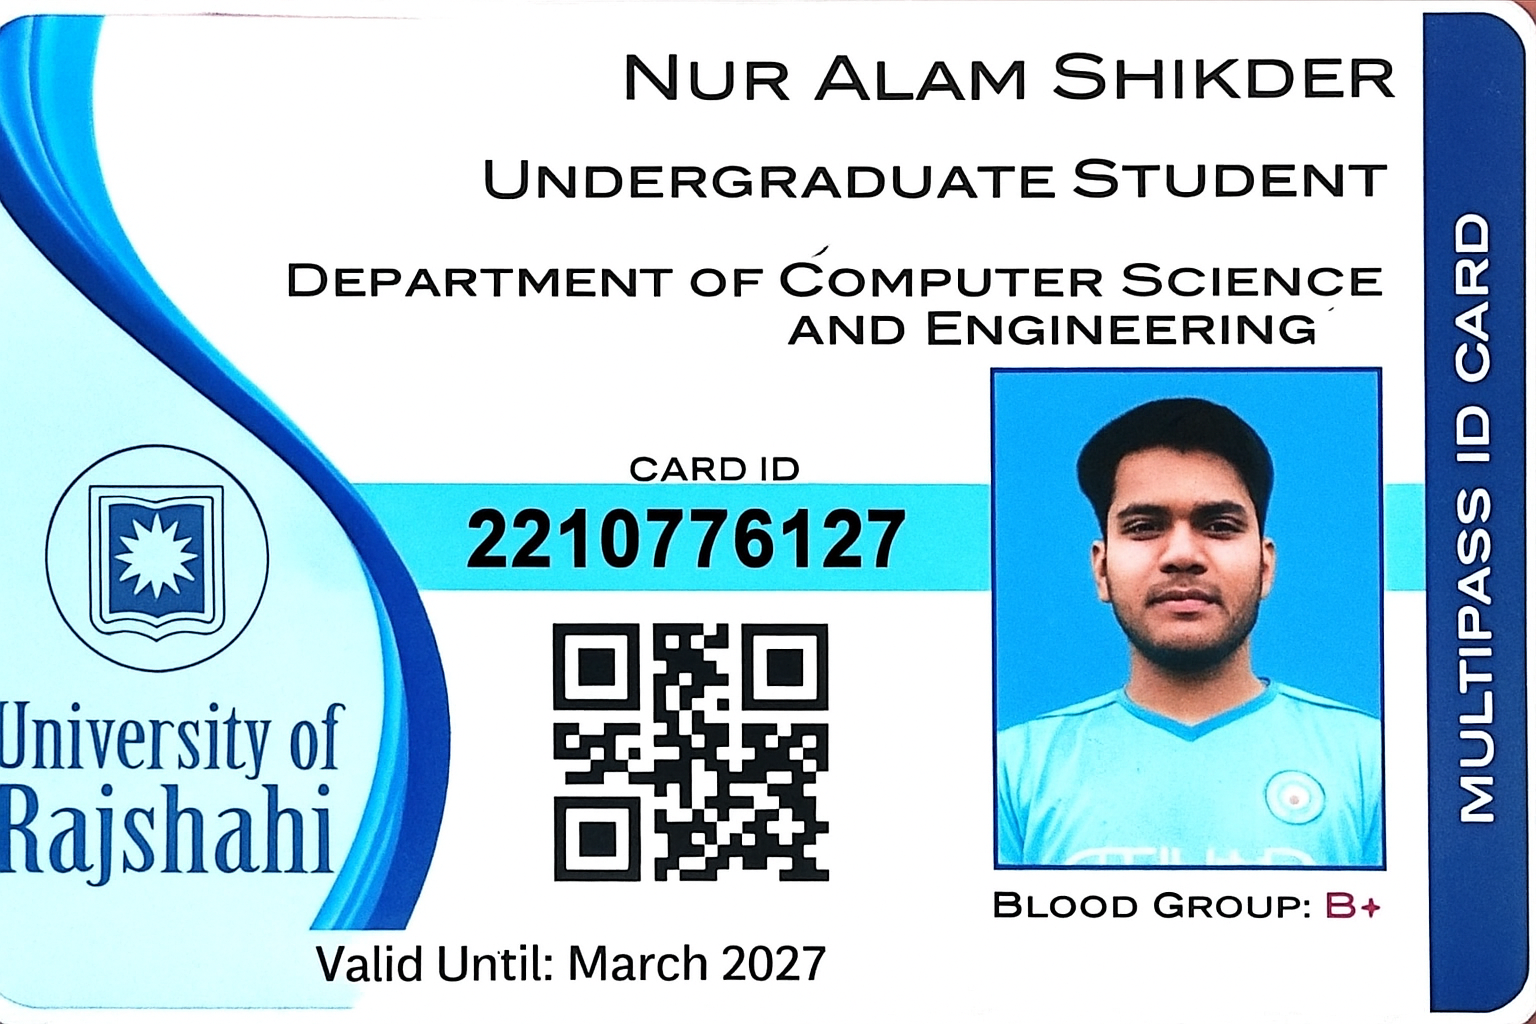 NUR ALAM SHIKDER
UNDERGRADUATE STUDENT
DEPARTMENT OF COMPUTER SCIENCE
AND ENGINEERING
CARD ID
2210776127
University of
Rajshahi
ETIHAD
BLOOD GROUP: B+
Valid Until: March 2027
MULTIPASS ID CARD